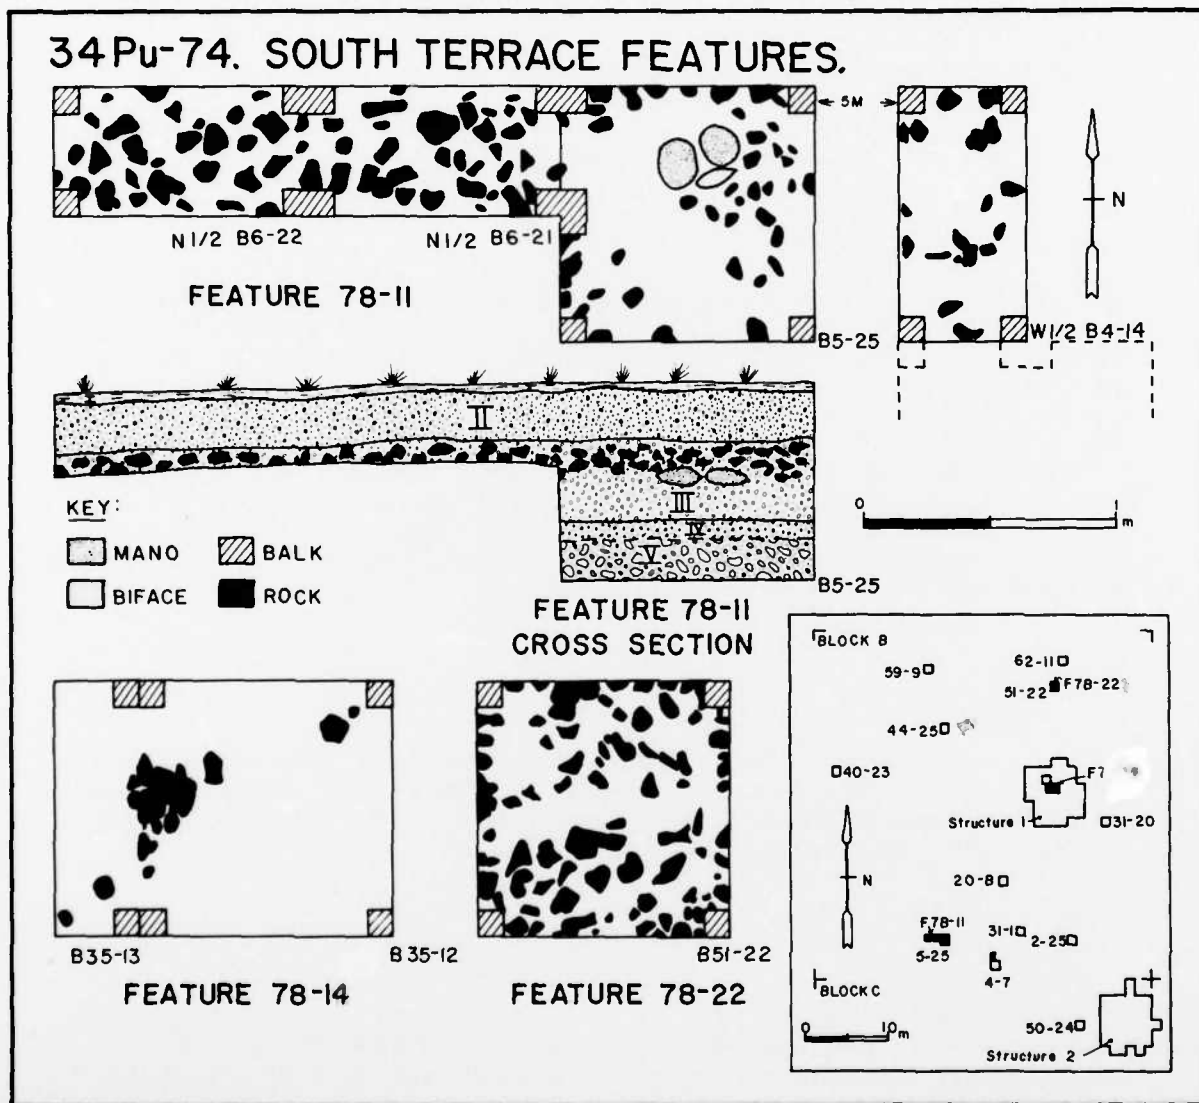 34Pu-74. SOUTH TERRACE FEATURES.
5M
N
N1/2 B6-22
N1/2 B6-21
FEATURE 78-11
B5-25
W1/2 B4-14
II
III
IV
V
B5-25
0 1
m
KEY:
MANO
BALK
BIFACE
ROCK
FEATURE 78-11
CROSS SECTION
B35-13
B35-12
FEATURE 78-14
B51-22
FEATURE 78-22
BLOCK B
59-9
62-11
51-22
F78-22
44-25
40-23
F7
Structure 1
31-20
N
20-8
F78-11
5-25
31-1
2-25
4-7
BLOCK C
0 10
m
50-24
Structure 2